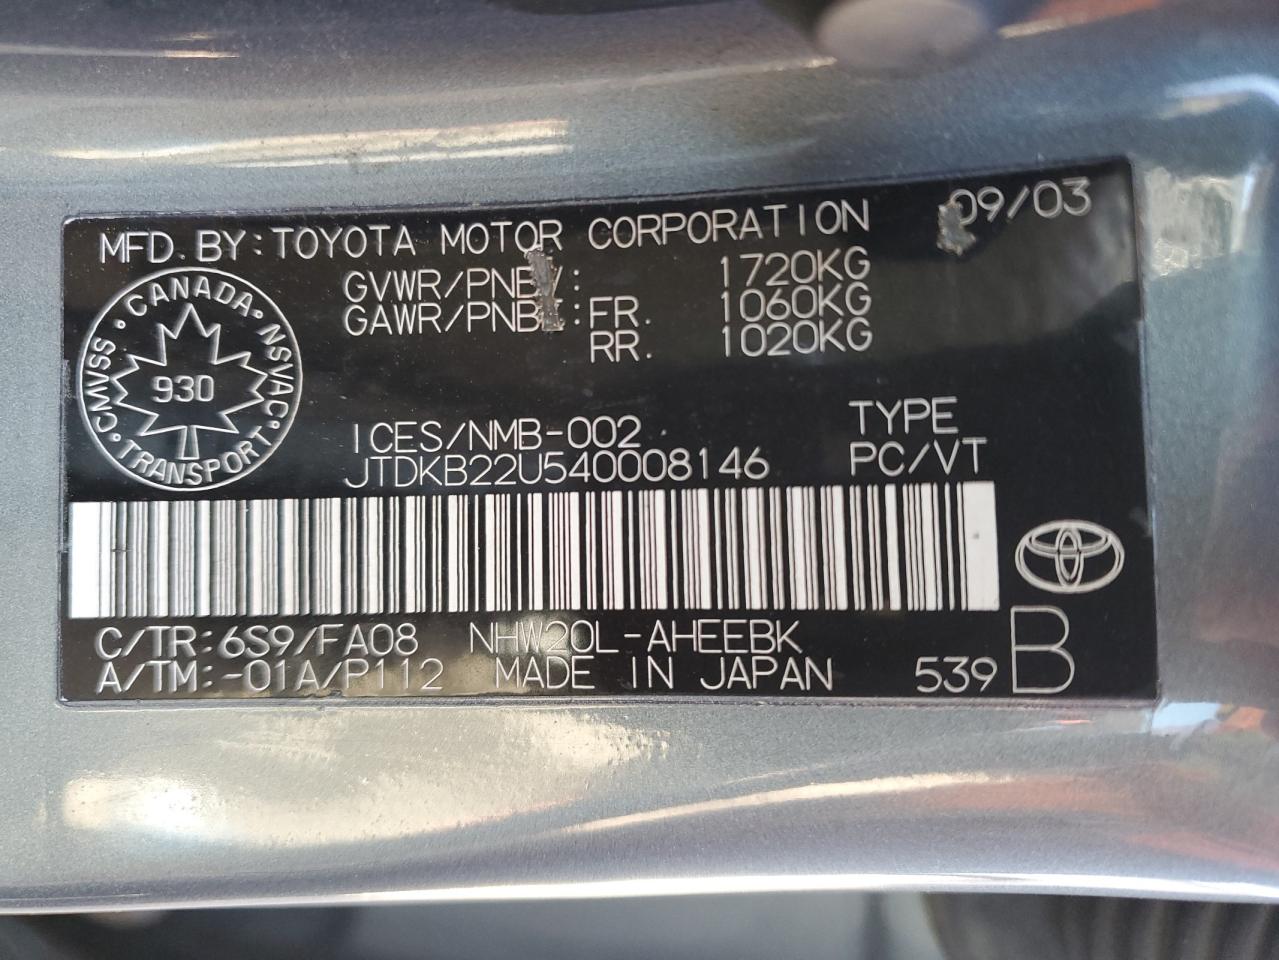 MFD. BY: TOYOTA MOTOR CORPORATION 09/03
GVWR/PNBV: 1720KG
GAWR/PNBE: FR. 1060KG
RR. 1020KG
CANADA · NSVAC · TRANSPORT · CMVSS ·
930
ICES/NMB-002 TYPE
JTDKB22U540008146 PC/VT
C/TR: 6S9/FA08 NHW20L-AHEEBK
A/TM: -01A/P112 MADE IN JAPAN 539 B